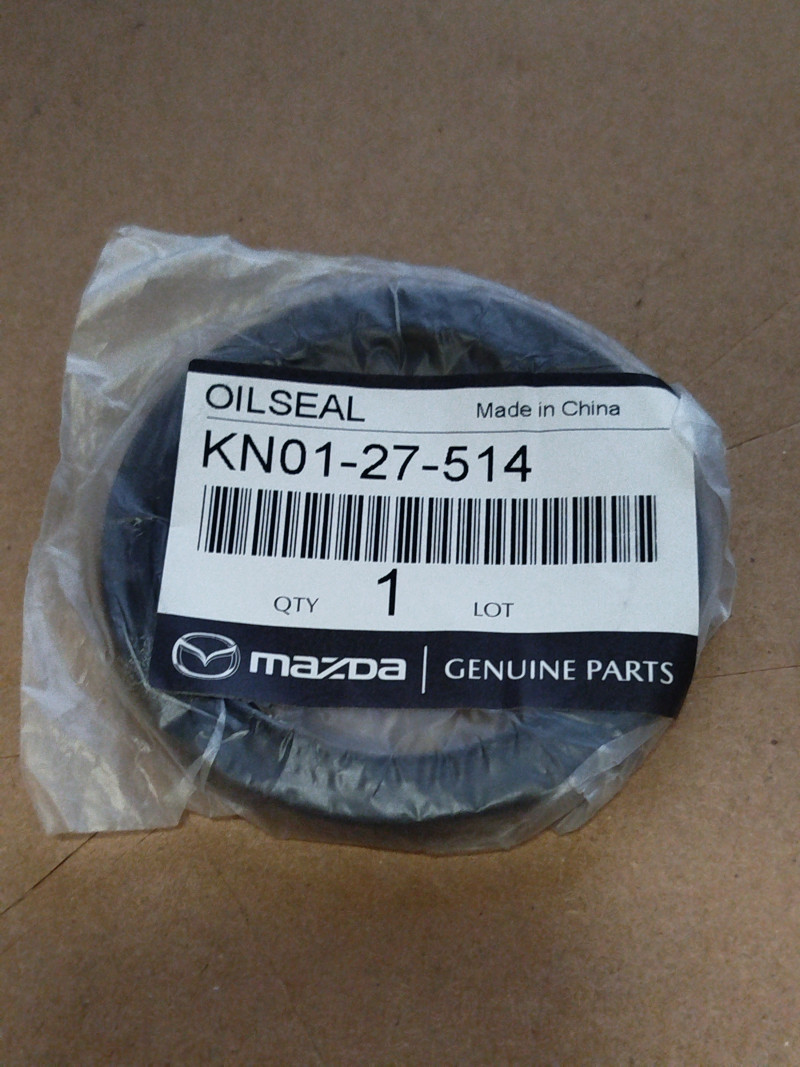 OILSEAL Made in China
KN01-27-514
QTY 1 LOT
mazda GENUINE PARTS